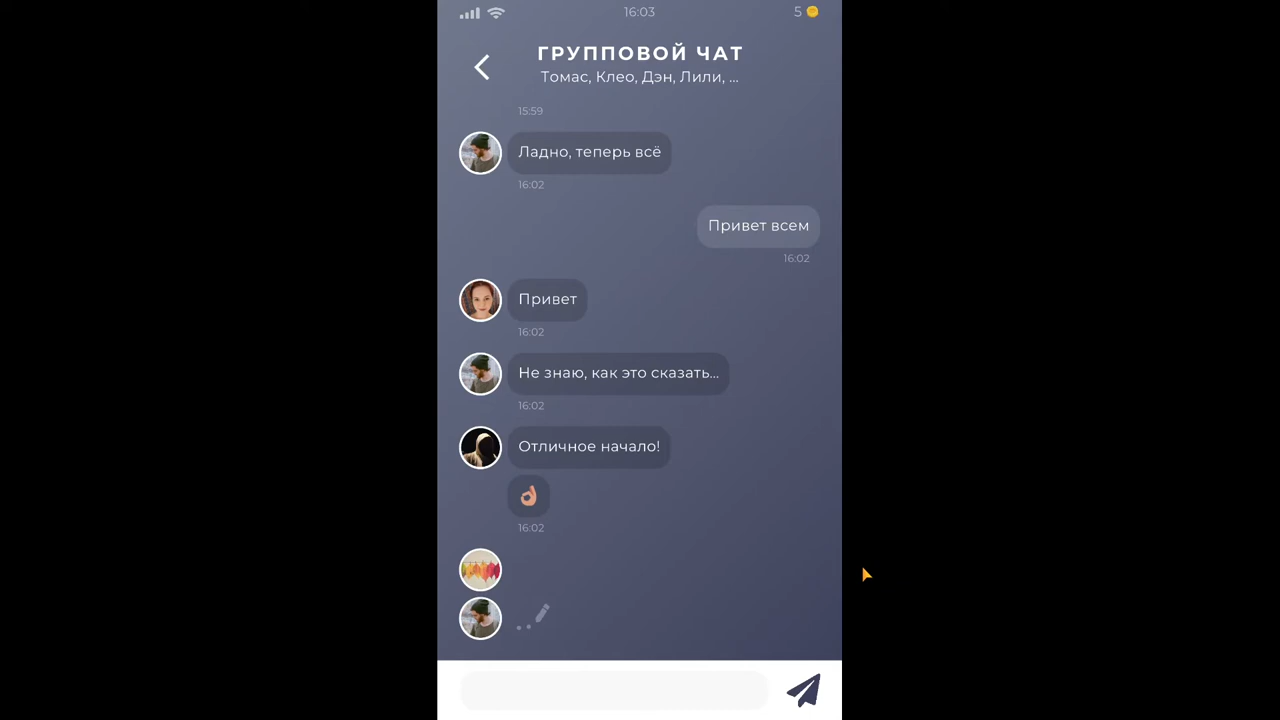 16:03
5
ГРУППОВОЙ ЧАТ
Томас, Клео, Дэн, Лили, ...
15:59
Ладно, теперь всё
16:02
Привет всем
16:02
Привет
16:02
Не знаю, как это сказать...
16:02
Отличное начало!
👌🏽
16:02